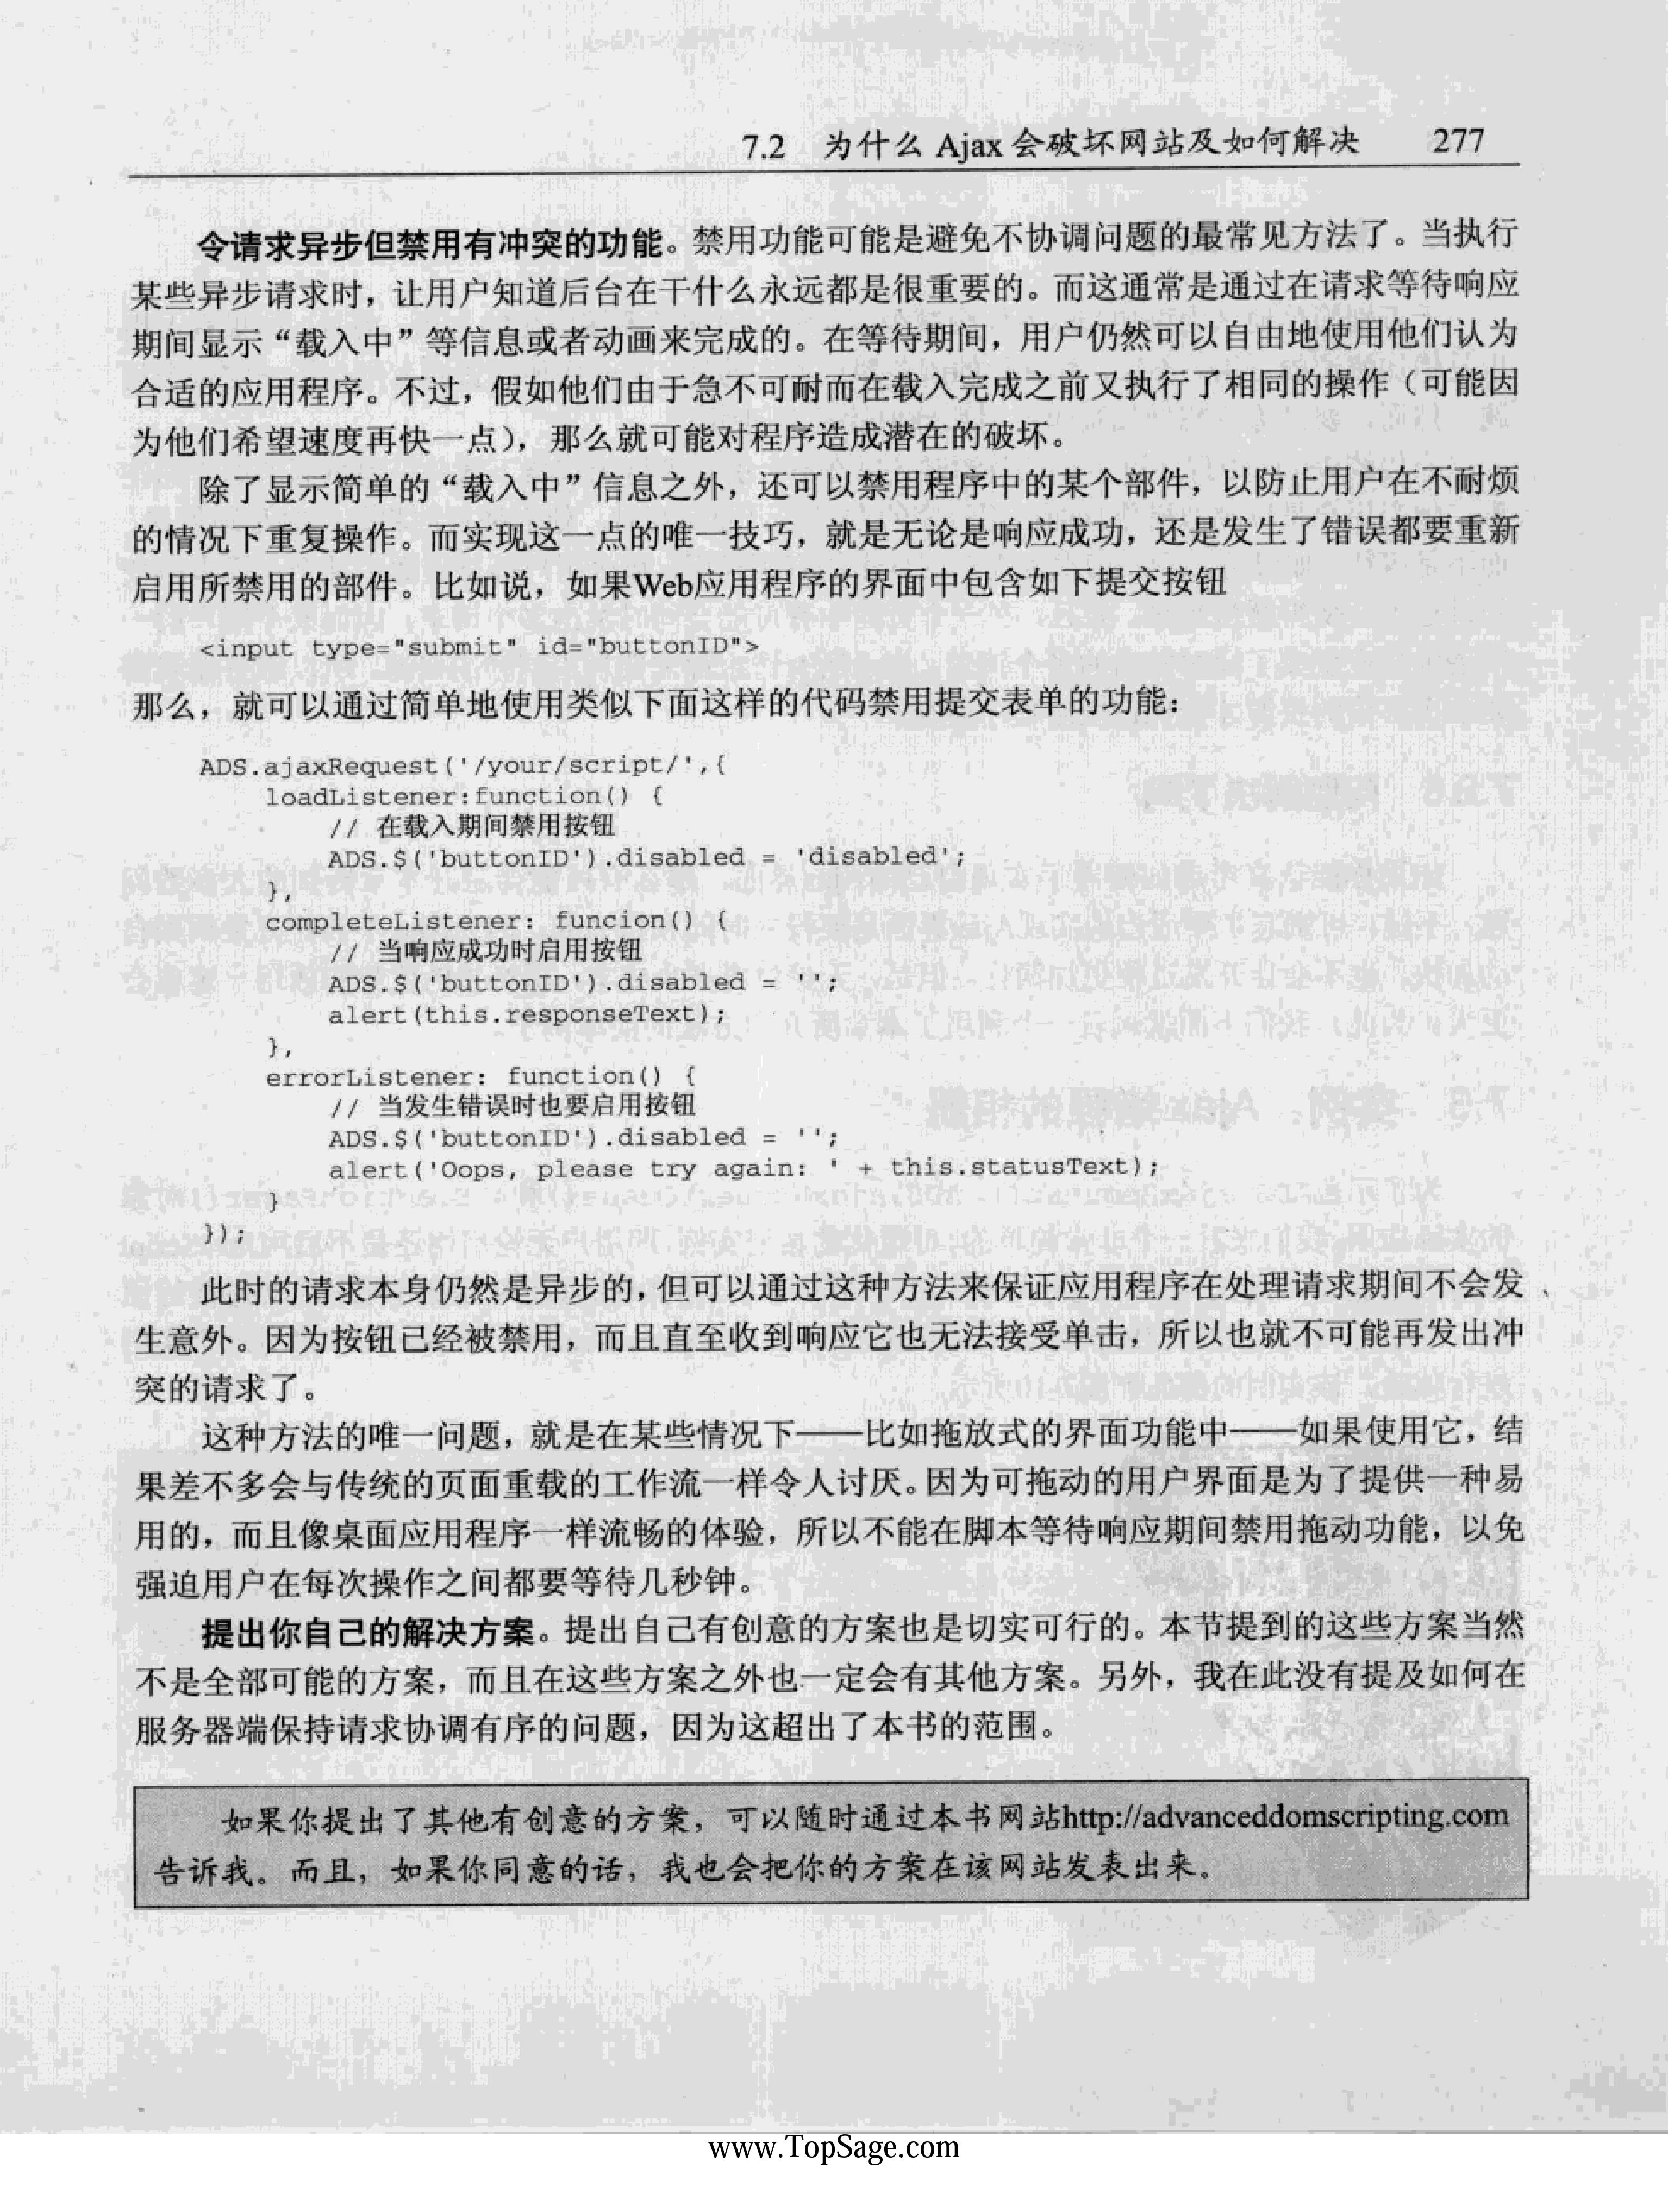 7.2 为什么 Ajax 会破坏网站及如何解决 277
令请求异步但禁用有冲突的功能。禁用功能可能是避免不协调问题的最常见方法了。当执行
某些异步请求时，让用户知道后台在干什么永远都是很重要的。而这通常是通过在请求等待响应
期间显示“载入中”等信息或者动画来完成的。在等待期间，用户仍然可以自由地使用他们认为
合适的应用程序。不过，假如他们由于急不可耐而在载入完成之前又执行了相同的操作（可能因
为他们希望速度再快一点），那么就可能对程序造成潜在的破坏。
除了显示简单的“载入中”信息之外，还可以禁用程序中的某个部件，以防止用户在不耐烦
的情况下重复操作。而实现这一点的唯一技巧，就是无论是响应成功，还是发生了错误都要重新
启用所禁用的部件。比如说，如果Web应用程序的界面中包含如下提交按钮
<input type="submit" id="buttonID">
那么，就可以通过简单地使用类似下面这样的代码禁用提交表单的功能：
ADS.ajaxRequest('/your/script/',{
loadListener:function() {
// 在载入期间禁用按钮
ADS.$('buttonID').disabled = 'disabled';
},
completeListener: funcion() {
// 当响应成功时启用按钮
ADS.$('buttonID').disabled = '';
alert(this.responseText);
},
errorListener: function() {
// 当发生错误时也要启用按钮
ADS.$('buttonID').disabled = '';
alert('Oops, please try again: ' + this.statusText);
}
});
此时的请求本身仍然是异步的，但可以通过这种方法来保证应用程序在处理请求期间不会发
生意外。因为按钮已经被禁用，而且直至收到响应它也无法接受单击，所以也就不可能再发出冲
突的请求了。
这种方法的唯一问题，就是在某些情况下——比如拖放式的界面功能中——如果使用它，结
果差不多会与传统的页面重载的工作流一样令人讨厌。因为可拖动的用户界面是为了提供一种易
用的，而且像桌面应用程序一样流畅的体验，所以不能在脚本等待响应期间禁用拖动功能，以免
强迫用户在每次操作之间都要等待几秒钟。
提出你自己的解决方案。提出自己有创意的方案也是切实可行的。本节提到的这些方案当然
不是全部可能的方案，而且在这些方案之外也一定会有其他方案。另外，我在此没有提及如何在
服务器端保持请求协调有序的问题，因为这超出了本书的范围。
如果你提出了其他有创意的方案，可以随时通过本书网站http://advanceddomscripting.com
告诉我。而且，如果你同意的话，我也会把你的方案在该网站发表出来。
www.TopSage.com